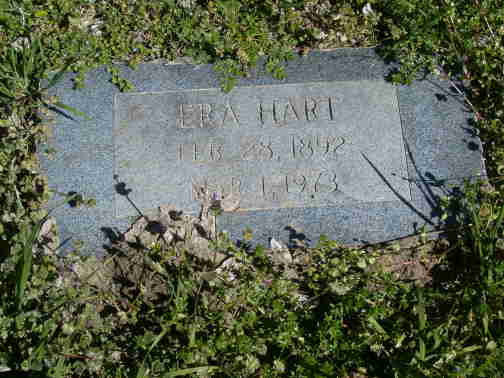 ERA HART
FEB. 28, 1892
MAR 1, 1973